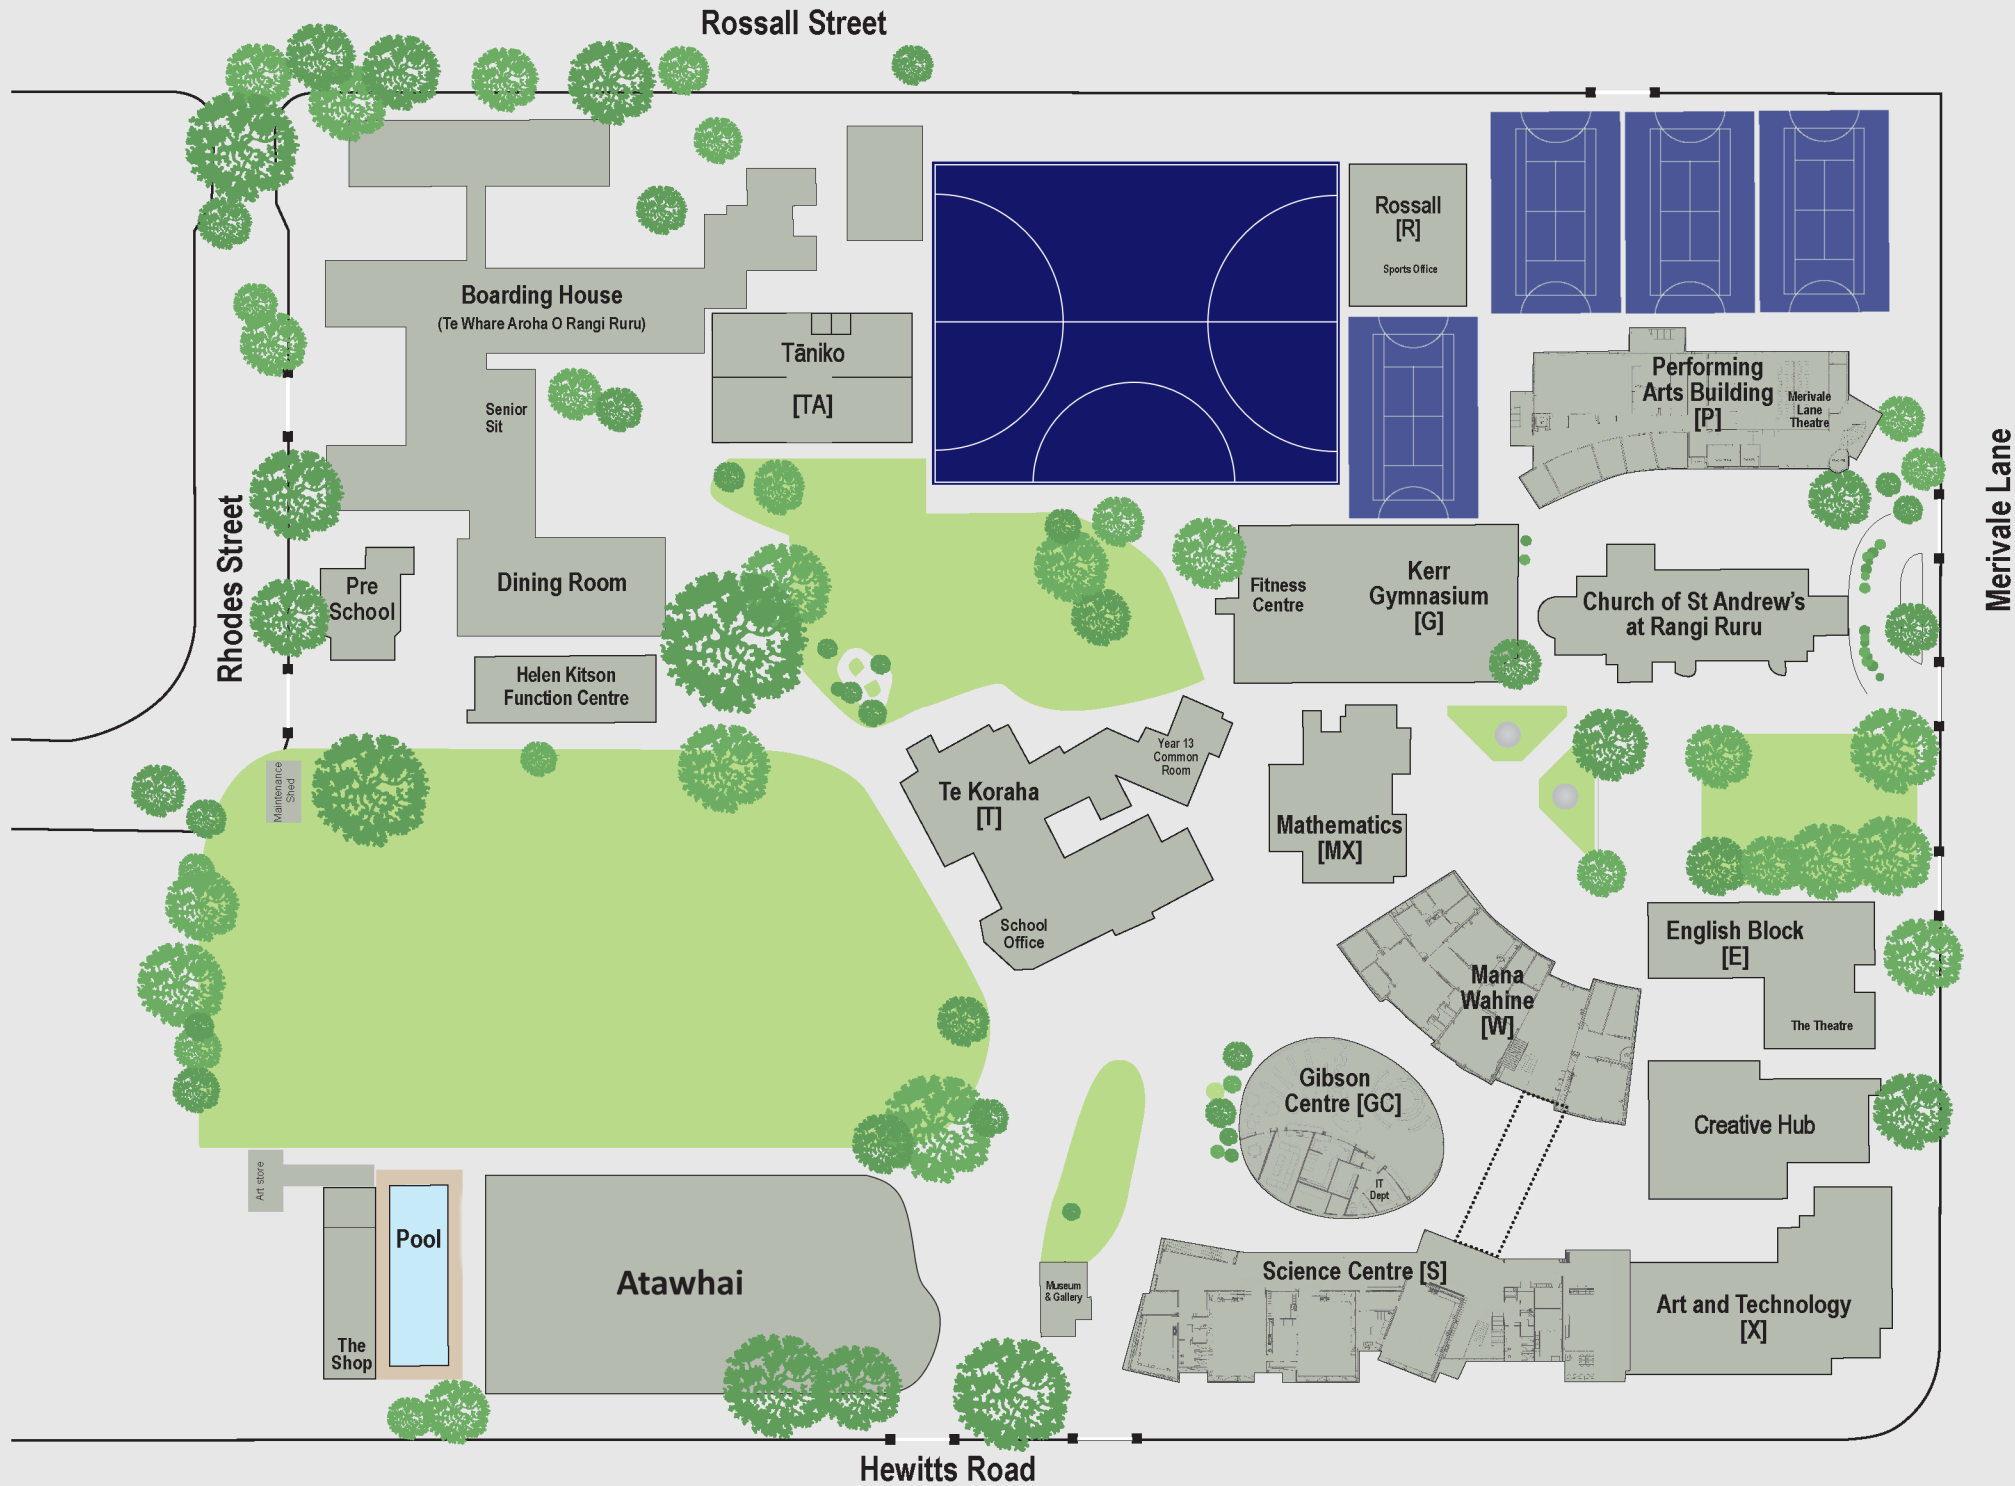 Rossall Street
Rossall
[R]
Sports Office
Boarding House
(Te Whare Aroha O Rangi Ruru)
Tāniko
[TA]
Senior
Sit
Performing
Arts Building
[P]
Merivale
Lane
Theatre
Merivale Lane
Rhodes Street
Pre
School
Dining Room
Fitness
Centre
Kerr
Gymnasium
[G]
Church of St Andrew's
at Rangi Ruru
Helen Kitson
Function Centre
Maintenance
Shed
Te Koraha
[T]
Year 13
Common
Room
School
Office
Mathematics
[MX]
English Block
[E]
The Theatre
Mana
Wahine
[W]
Gibson
Centre [GC]
IT
Dept
Creative Hub
Art store
Pool
The
Shop
Atawhai
Museum
& Gallery
Science Centre [S]
Art and Technology
[X]
Hewitts Road